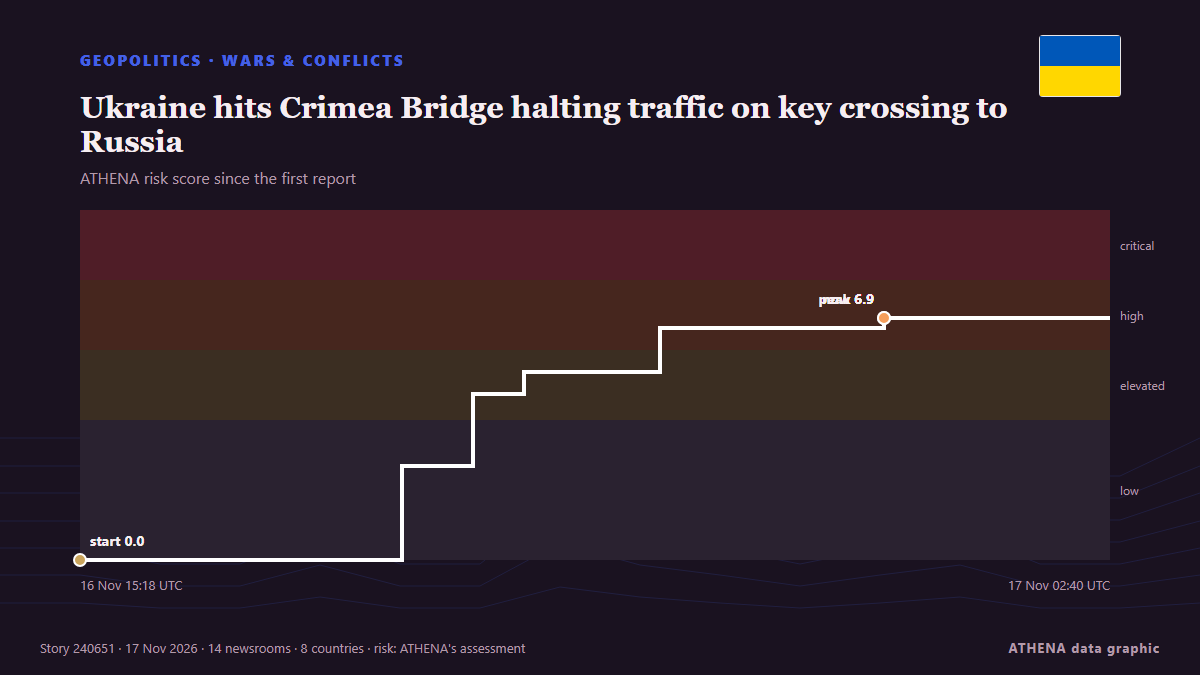 GEOPOLITICS · WARS & CONFLICTS
Ukraine hits Crimea Bridge halting traffic on key crossing to
Russia
ATHENA risk score since the first report
critical
peak 6.9
high
elevated
low
start 0.0
16 Nov 15:18 UTC
17 Nov 02:40 UTC
Story 240651 · 17 Nov 2026 · 14 newsrooms · 8 countries · risk: ATHENA's assessment
ATHENA data graphic